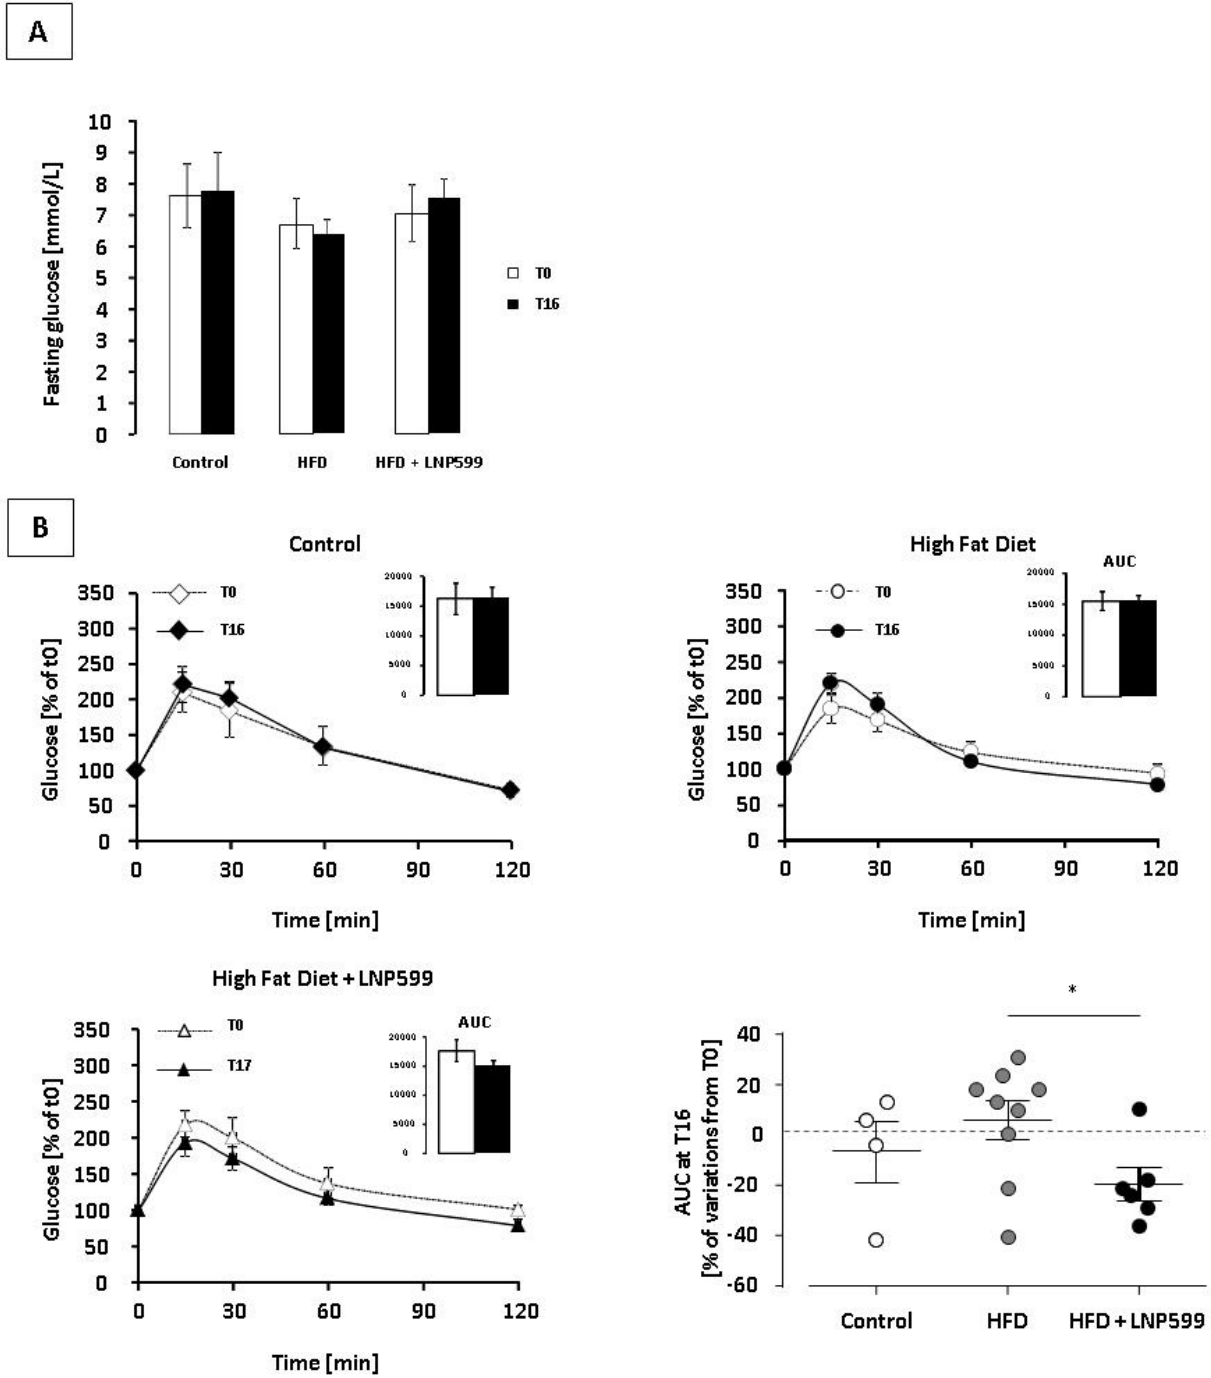 A
10
9
8
7
6
5
4
3
2
1
0
Fasting glucose [mmol/L]
Control
HFD
HFD + LNP599
T0
T16
B
Control
350
300
250
200
150
100
50
0
Glucose [% of t0]
T0
T16
20000
15000
10000
5000
0
0
30
60
90
120
Time [min]
High Fat Diet
350
300
250
200
150
100
50
0
Glucose [% of t0]
T0
T16
AUC
20000
15000
10000
5000
0
0
30
60
90
120
Time [min]
High Fat Diet + LNP599
350
300
250
200
150
100
50
0
Glucose [% of t0]
T0
T17
AUC
20000
15000
10000
5000
0
0
30
60
90
120
Time [min]
*
40
20
0
-20
-40
-60
AUC at T16
[% of variations from T0]
Control
HFD
HFD + LNP599